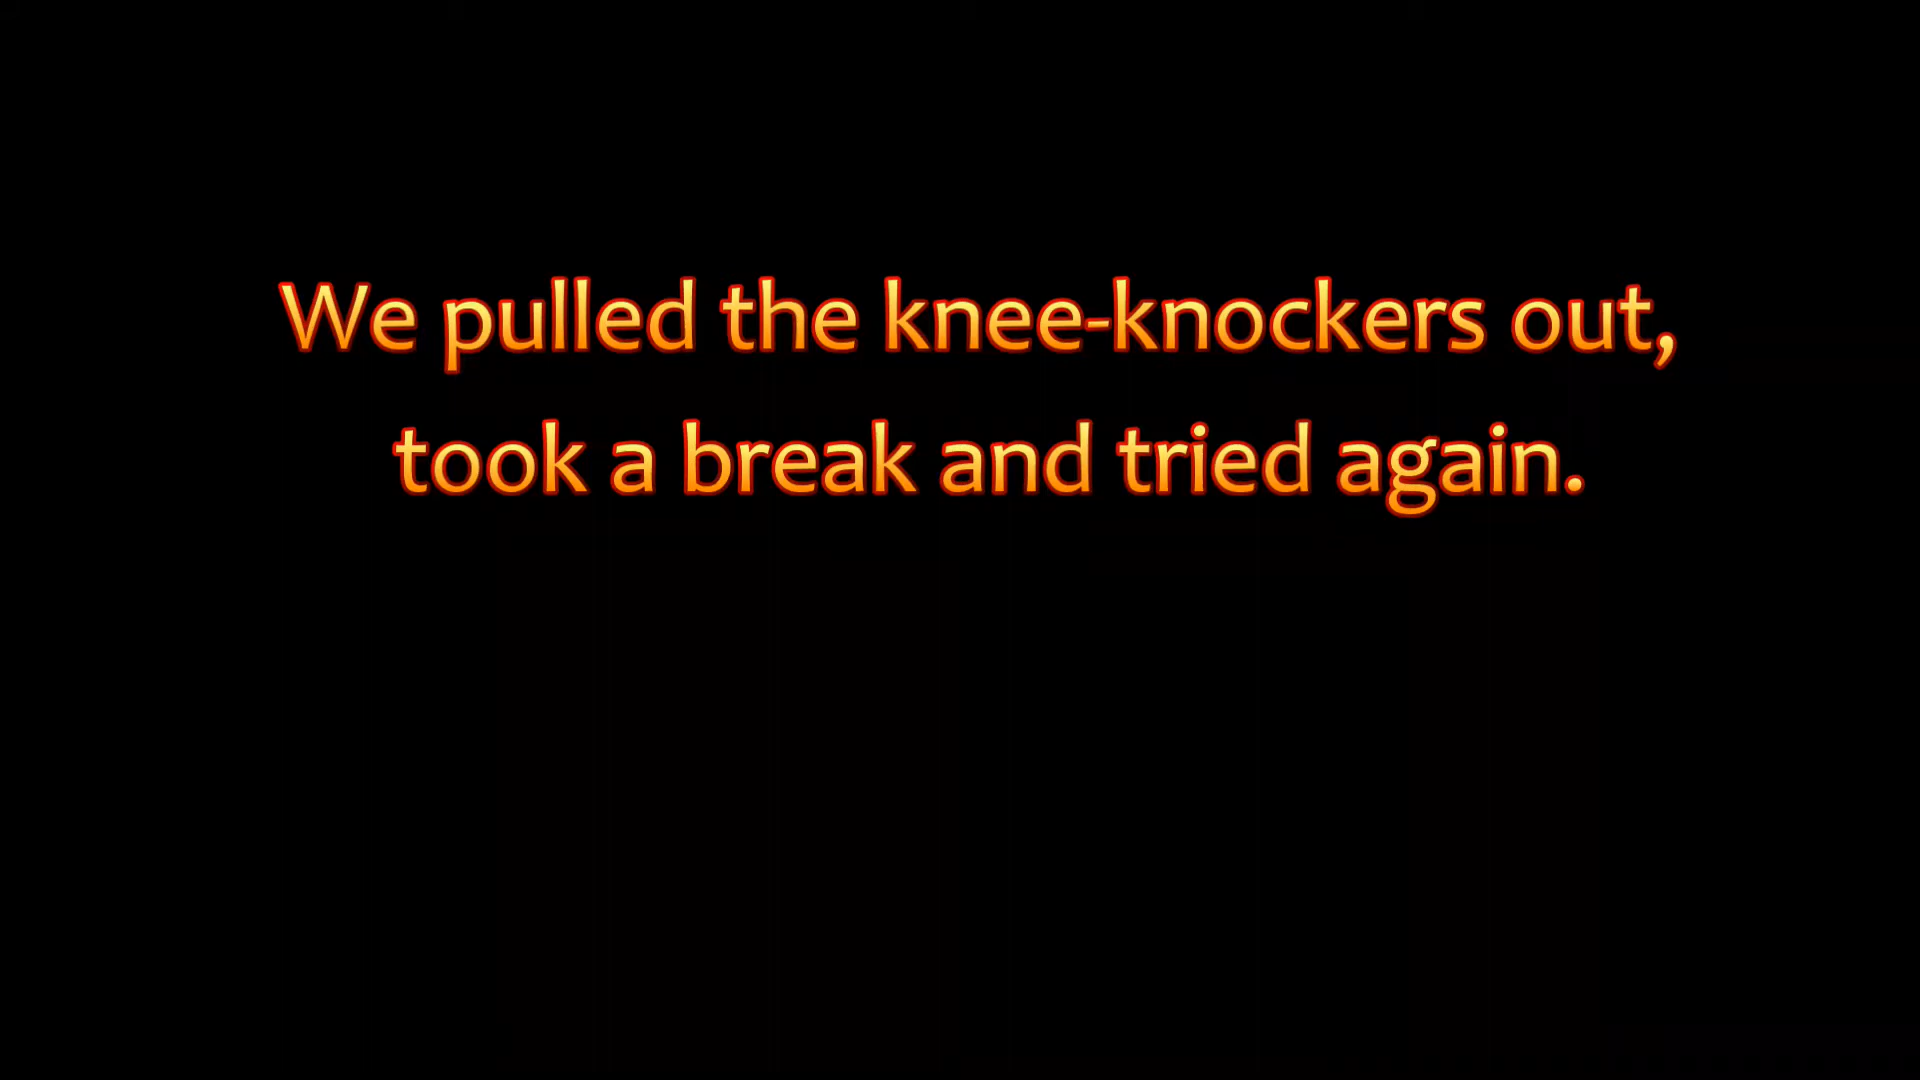 We pulled the knee-knockers out,
took a break and tried again.